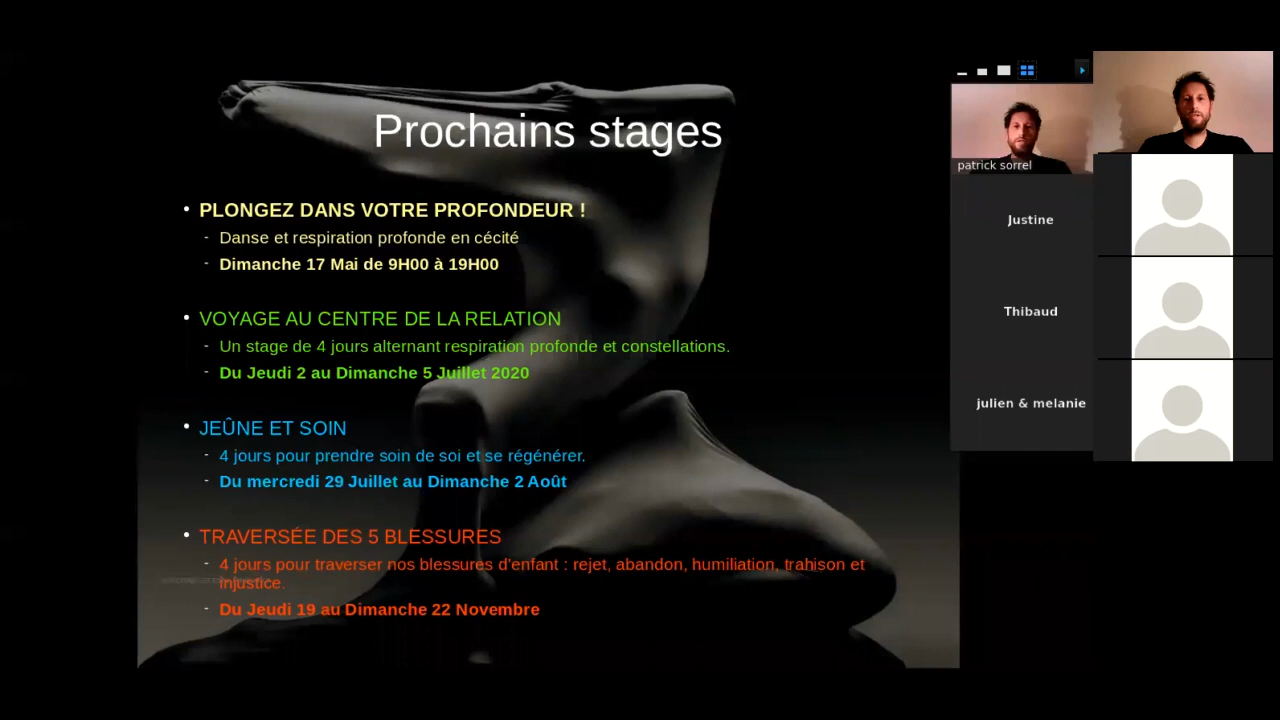 Prochains stages
• PLONGEZ DANS VOTRE PROFONDEUR !
- Danse et respiration profonde en cécité
- Dimanche 17 Mai de 9H00 à 19H00
• VOYAGE AU CENTRE DE LA RELATION
- Un stage de 4 jours alternant respiration profonde et constellations.
- Du Jeudi 2 au Dimanche 5 Juillet 2020
• JEÛNE ET SOIN
- 4 jours pour prendre soin de soi et se régénérer.
- Du mercredi 29 Juillet au Dimanche 2 Août
• TRAVERSÉE DES 5 BLESSURES
- 4 jours pour traverser nos blessures d'enfant : rejet, abandon, humiliation, trahison et
injustice.
- Du Jeudi 19 au Dimanche 22 Novembre
patrick sorrel
Justine
Thibaud
julien & melanie